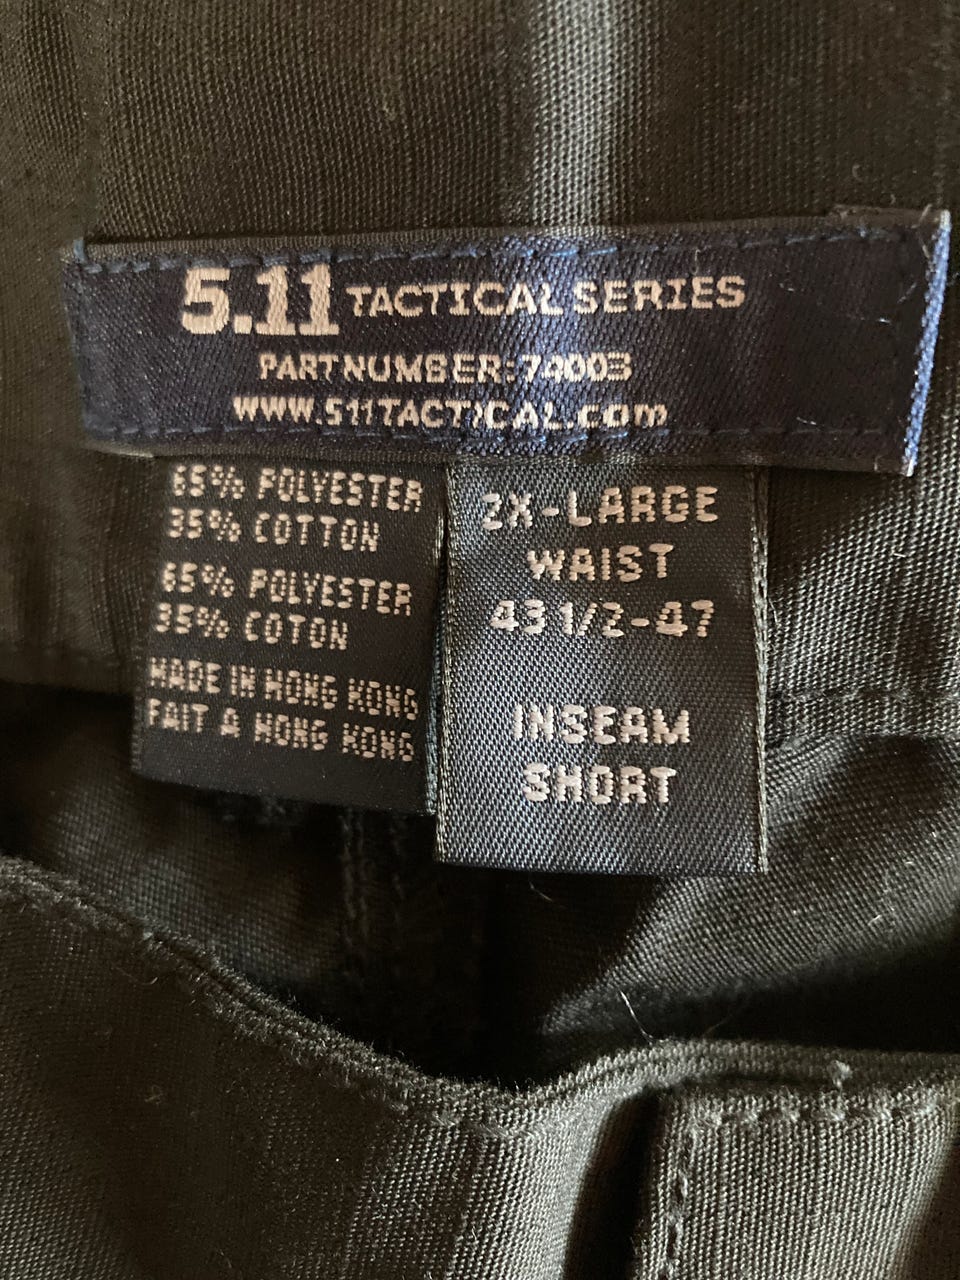 5.11 TACTICAL SERIES
PART NUMBER: 74003
WWW.511TACTICAL.com
65% POLYESTER
35% COTTON
65% POLYESTER
35% COTON
MADE IN HONG KONG
FAIT A HONG KONG
2X-LARGE
WAIST
43 1/2-47
INSEAM
SHORT